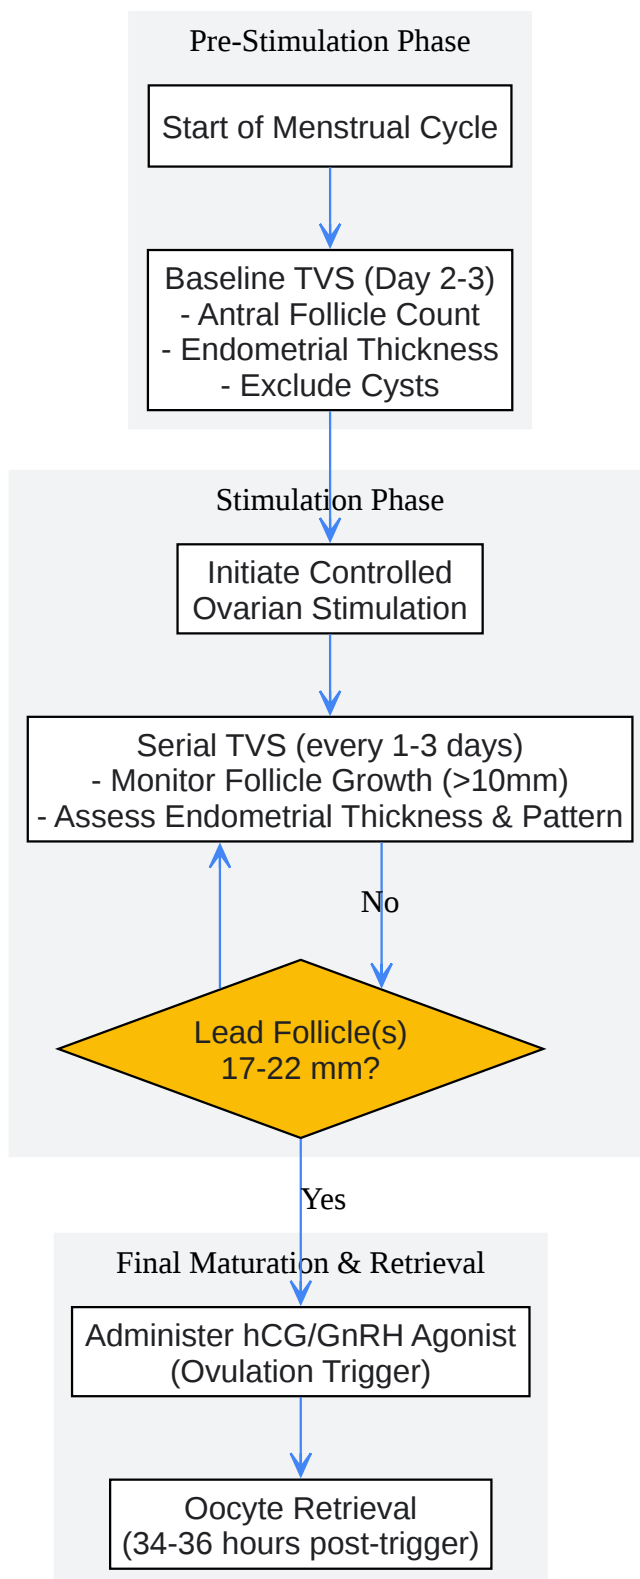 Pre-Stimulation Phase
Start of Menstrual Cycle
Baseline TVS (Day 2-3)
- Antral Follicle Count
- Endometrial Thickness
- Exclude Cysts
Stimulation Phase
Initiate Controlled
Ovarian Stimulation
Serial TVS (every 1-3 days)
- Monitor Follicle Growth (>10mm)
- Assess Endometrial Thickness & Pattern
No
Lead Follicle(s)
17-22 mm?
Yes
Final Maturation & Retrieval
Administer hCG/GnRH Agonist
(Ovulation Trigger)
Oocyte Retrieval
(34-36 hours post-trigger)